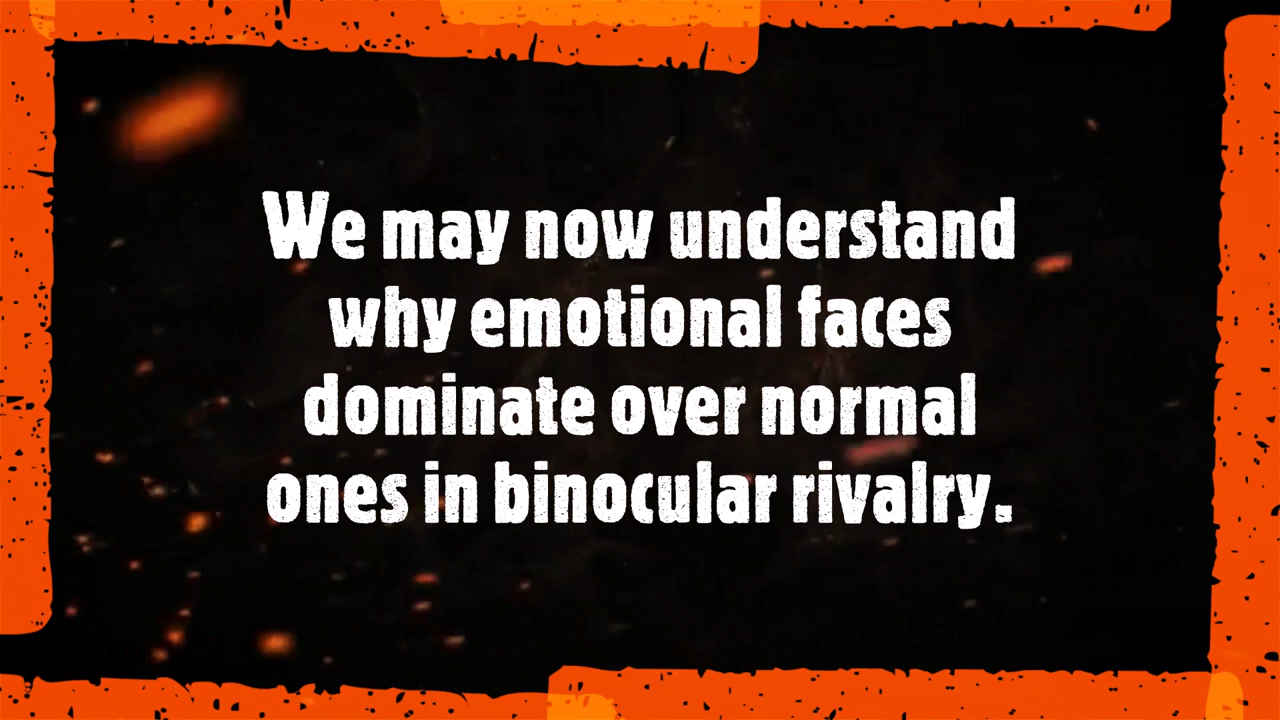 We may now understand
why emotional faces
dominate over normal
ones in binocular rivalry.